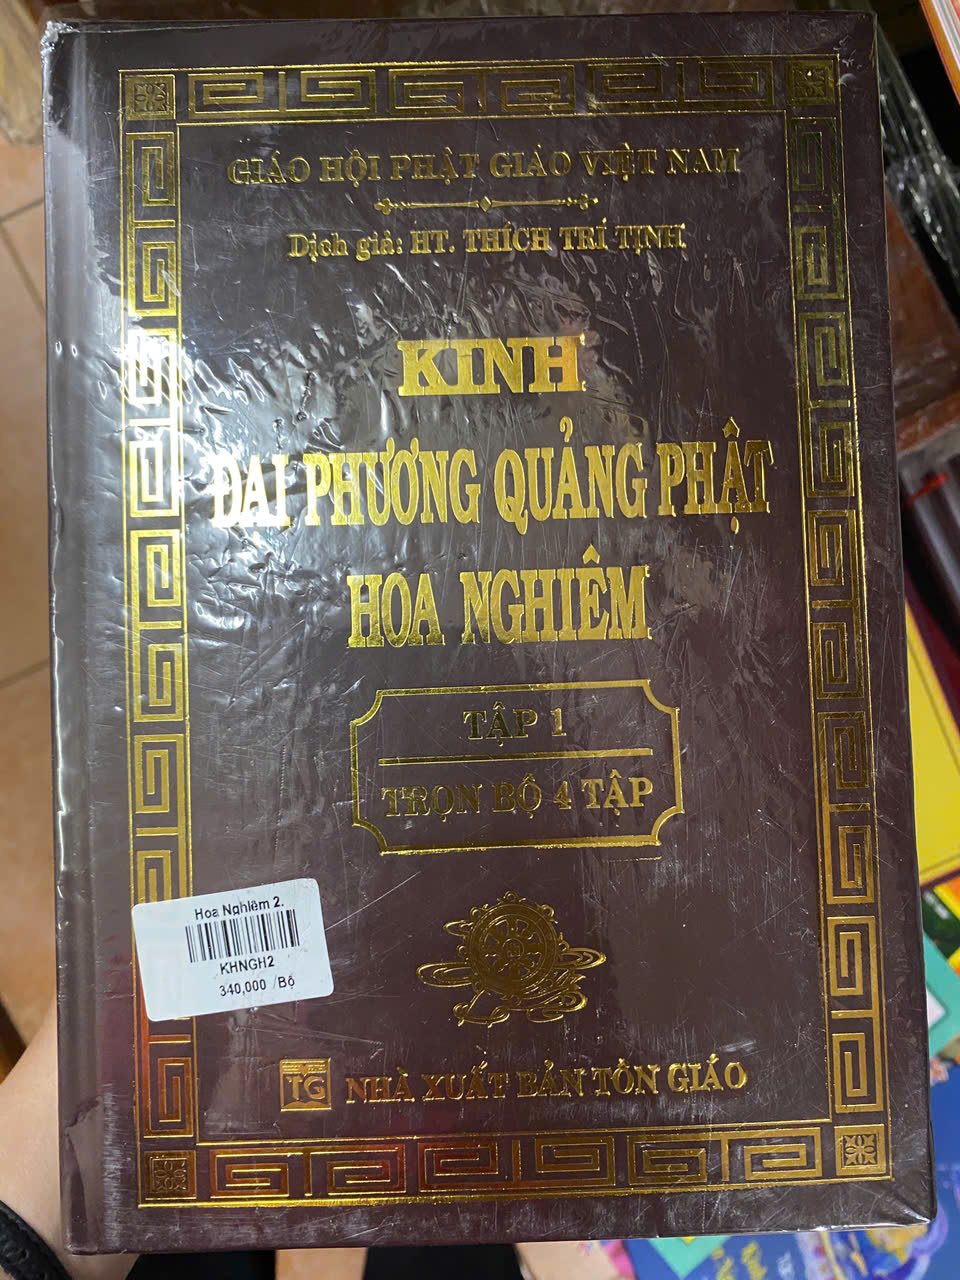 GIÁO HỘI PHẬT GIÁO VIỆT NAM
Dịch giả: HT. THÍCH TRÍ TỊNH
KINH
ĐẠI PHƯƠNG QUẢNG PHẬT
HOA NGHIÊM
TẬP 1
TRỌN BỘ 4 TẬP
Hoa Nghiêm 2.
KHNGH2
340,000 /Bộ
TG NHÀ XUẤT BẢN TÔN GIÁO